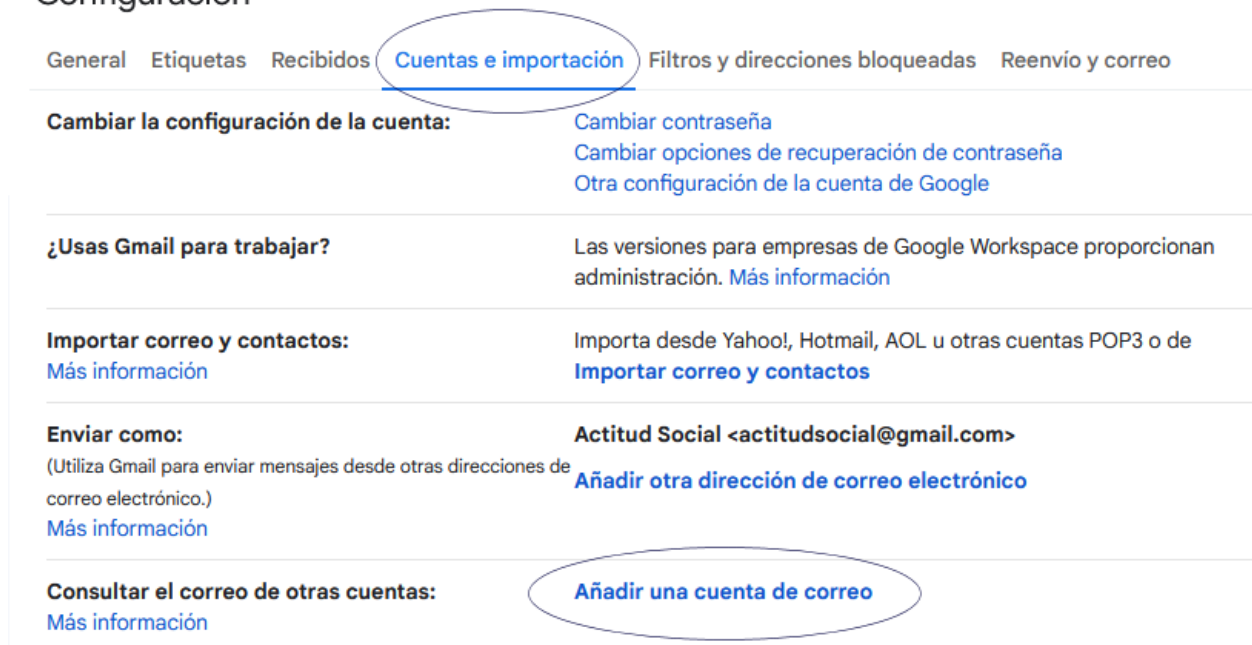 Configuración
General Etiquetas Recibidos Cuentas e importación Filtros y direcciones bloqueadas Reenvío y correo
Cambiar la configuración de la cuenta: Cambiar contraseña
Cambiar opciones de recuperación de contraseña
Otra configuración de la cuenta de Google
¿Usas Gmail para trabajar? Las versiones para empresas de Google Workspace proporcionan
administración. Más información
Importar correo y contactos: Importa desde Yahoo!, Hotmail, AOL u otras cuentas POP3 o de
Más información Importar correo y contactos
Enviar como: Actitud Social <actitudsocial@gmail.com>
(Utiliza Gmail para enviar mensajes desde otras direcciones de
correo electrónico.)
Añadir otra dirección de correo electrónico
Más información
Consultar el correo de otras cuentas: Añadir una cuenta de correo
Más información